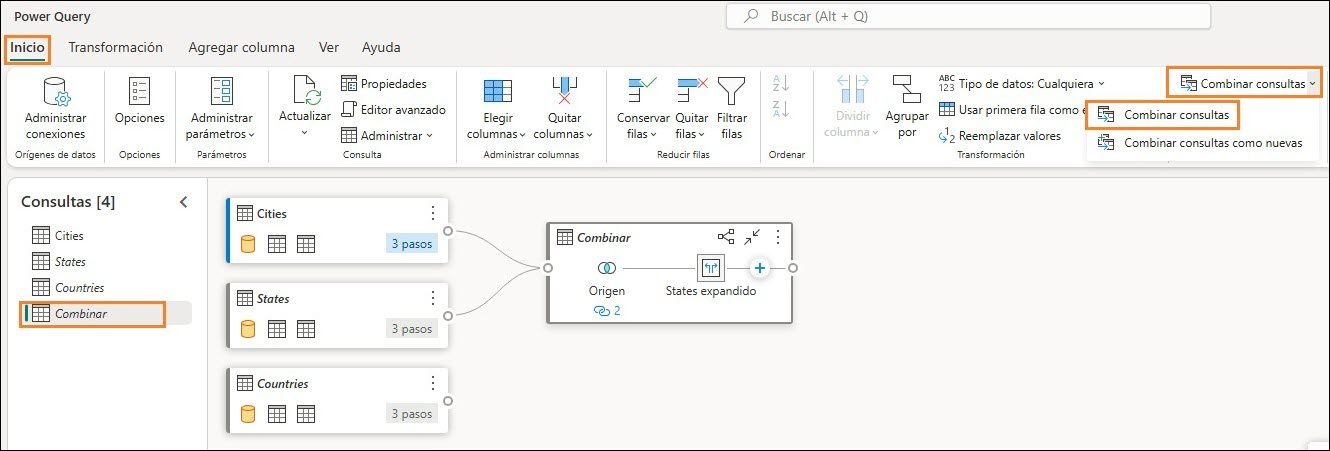 Power Query
Buscar (Alt + Q)
Inicio Transformación Agregar columna Ver Ayuda
Administrar conexiones
Orígenes de datos
Opciones
Opciones
Administrar parámetros
Parámetros
Actualizar
Propiedades
Editor avanzado
Administrar
Consulta
Elegir columnas
Quitar columnas
Administrar columnas
Conservar filas
Quitar filas
Filtrar filas
Reducir filas
A
Z
Z
A
Ordenar
Dividir columna
Agrupar por
ABC
123
Tipo de datos: Cualquiera
Usar primera fila como e
1
2
Reemplazar valores
Transformación
Combinar consultas
Combinar consultas
Combinar consultas como nuevas
Consultas [4]
Cities
States
Countries
Combinar
Cities
3 pasos
States
3 pasos
Countries
3 pasos
Combinar
Origen
2
States expandido